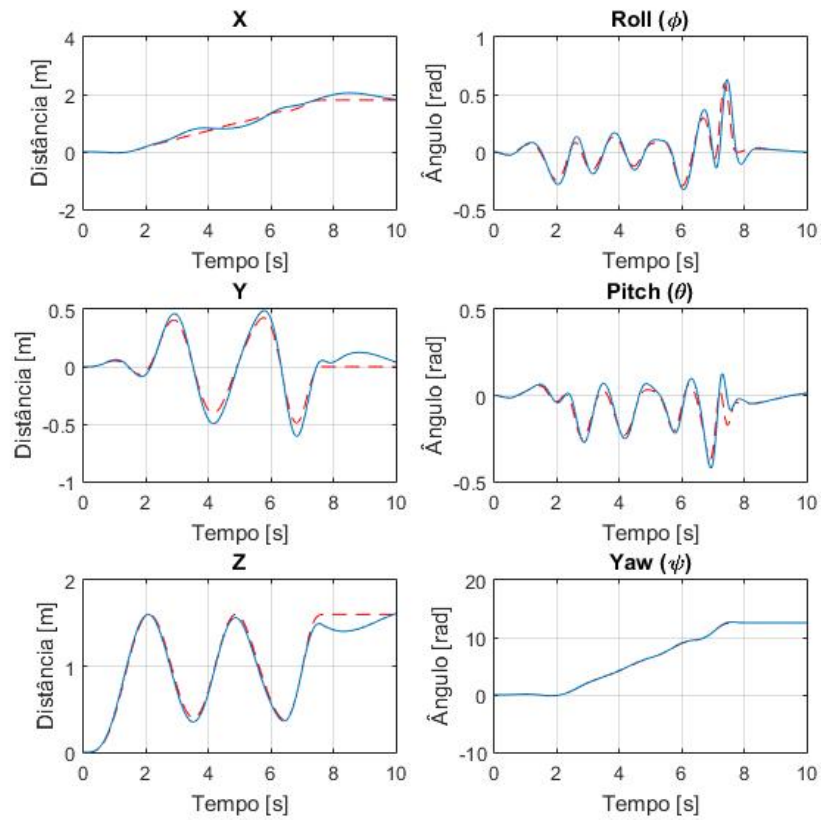 X
Distância [m]
4
2
0
-2
0 2 4 6 8 10
Tempo [s]
Roll (ϕ)
Ângulo [rad]
1
0.5
0
-0.5
0 2 4 6 8 10
Tempo [s]
Y
Distância [m]
0.5
0
-0.5
-1
0 2 4 6 8 10
Tempo [s]
Pitch (θ)
Ângulo [rad]
0.5
0
-0.5
0 2 4 6 8 10
Tempo [s]
Z
Distância [m]
2
1
0
0 2 4 6 8 10
Tempo [s]
Yaw (ψ)
Ângulo [rad]
20
10
0
-10
0 2 4 6 8 10
Tempo [s]